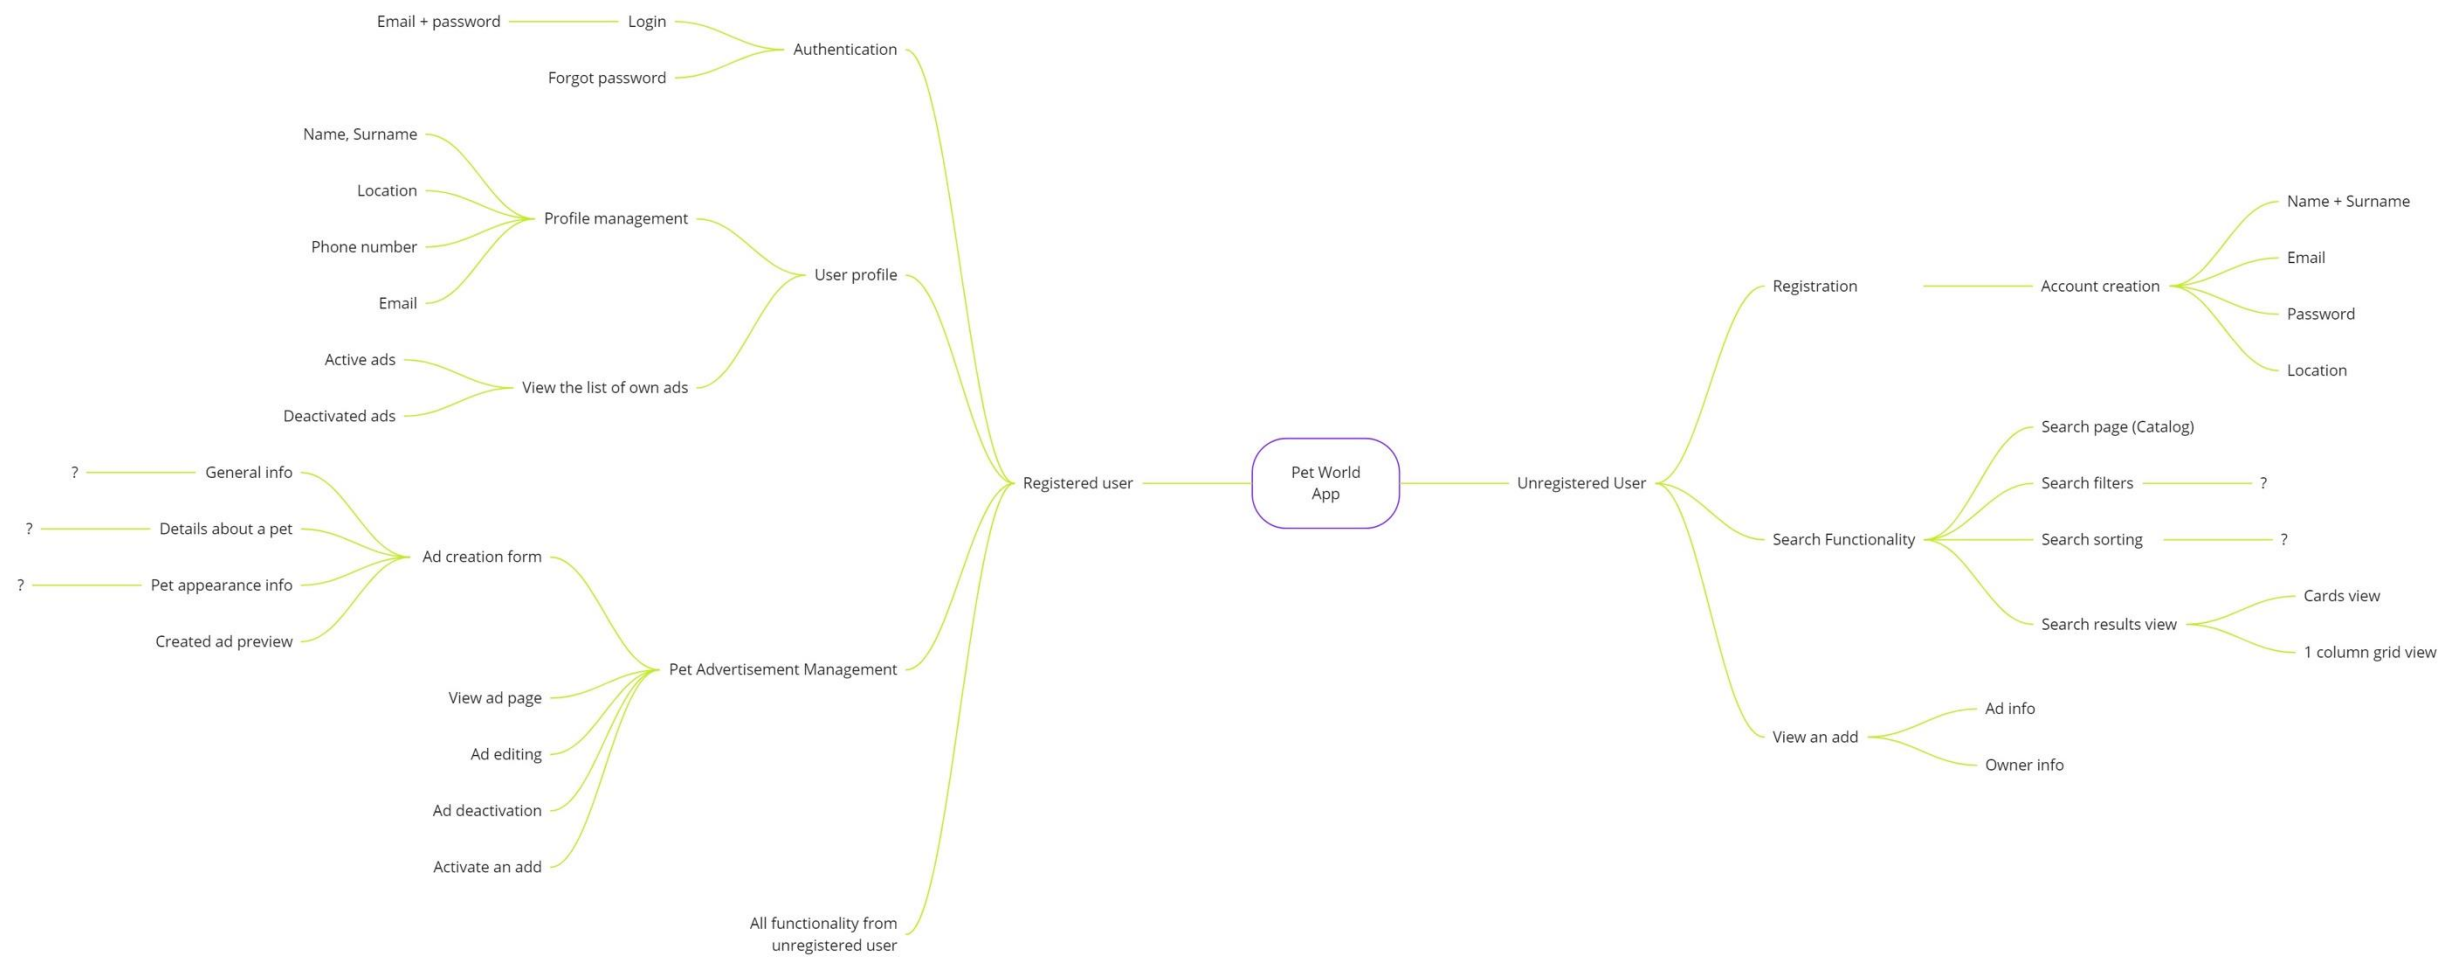 Email + password
Login
Authentication
Forgot password
Name, Surname
Location
Profile management
Phone number
User profile
Email
Active ads
View the list of own ads
Deactivated ads
?
General info
?
Details about a pet
Ad creation form
?
Pet appearance info
Created ad preview
Registered user
Pet Advertisement Management
View ad page
Ad editing
Ad deactivation
Activate an add
All functionality from
unregistered user
Pet World
App
Unregistered User
Registration
Account creation
Name + Surname
Email
Password
Location
Search Functionality
Search page (Catalog)
Search filters
?
Search sorting
?
Search results view
Cards view
1 column grid view
View an add
Ad info
Owner info